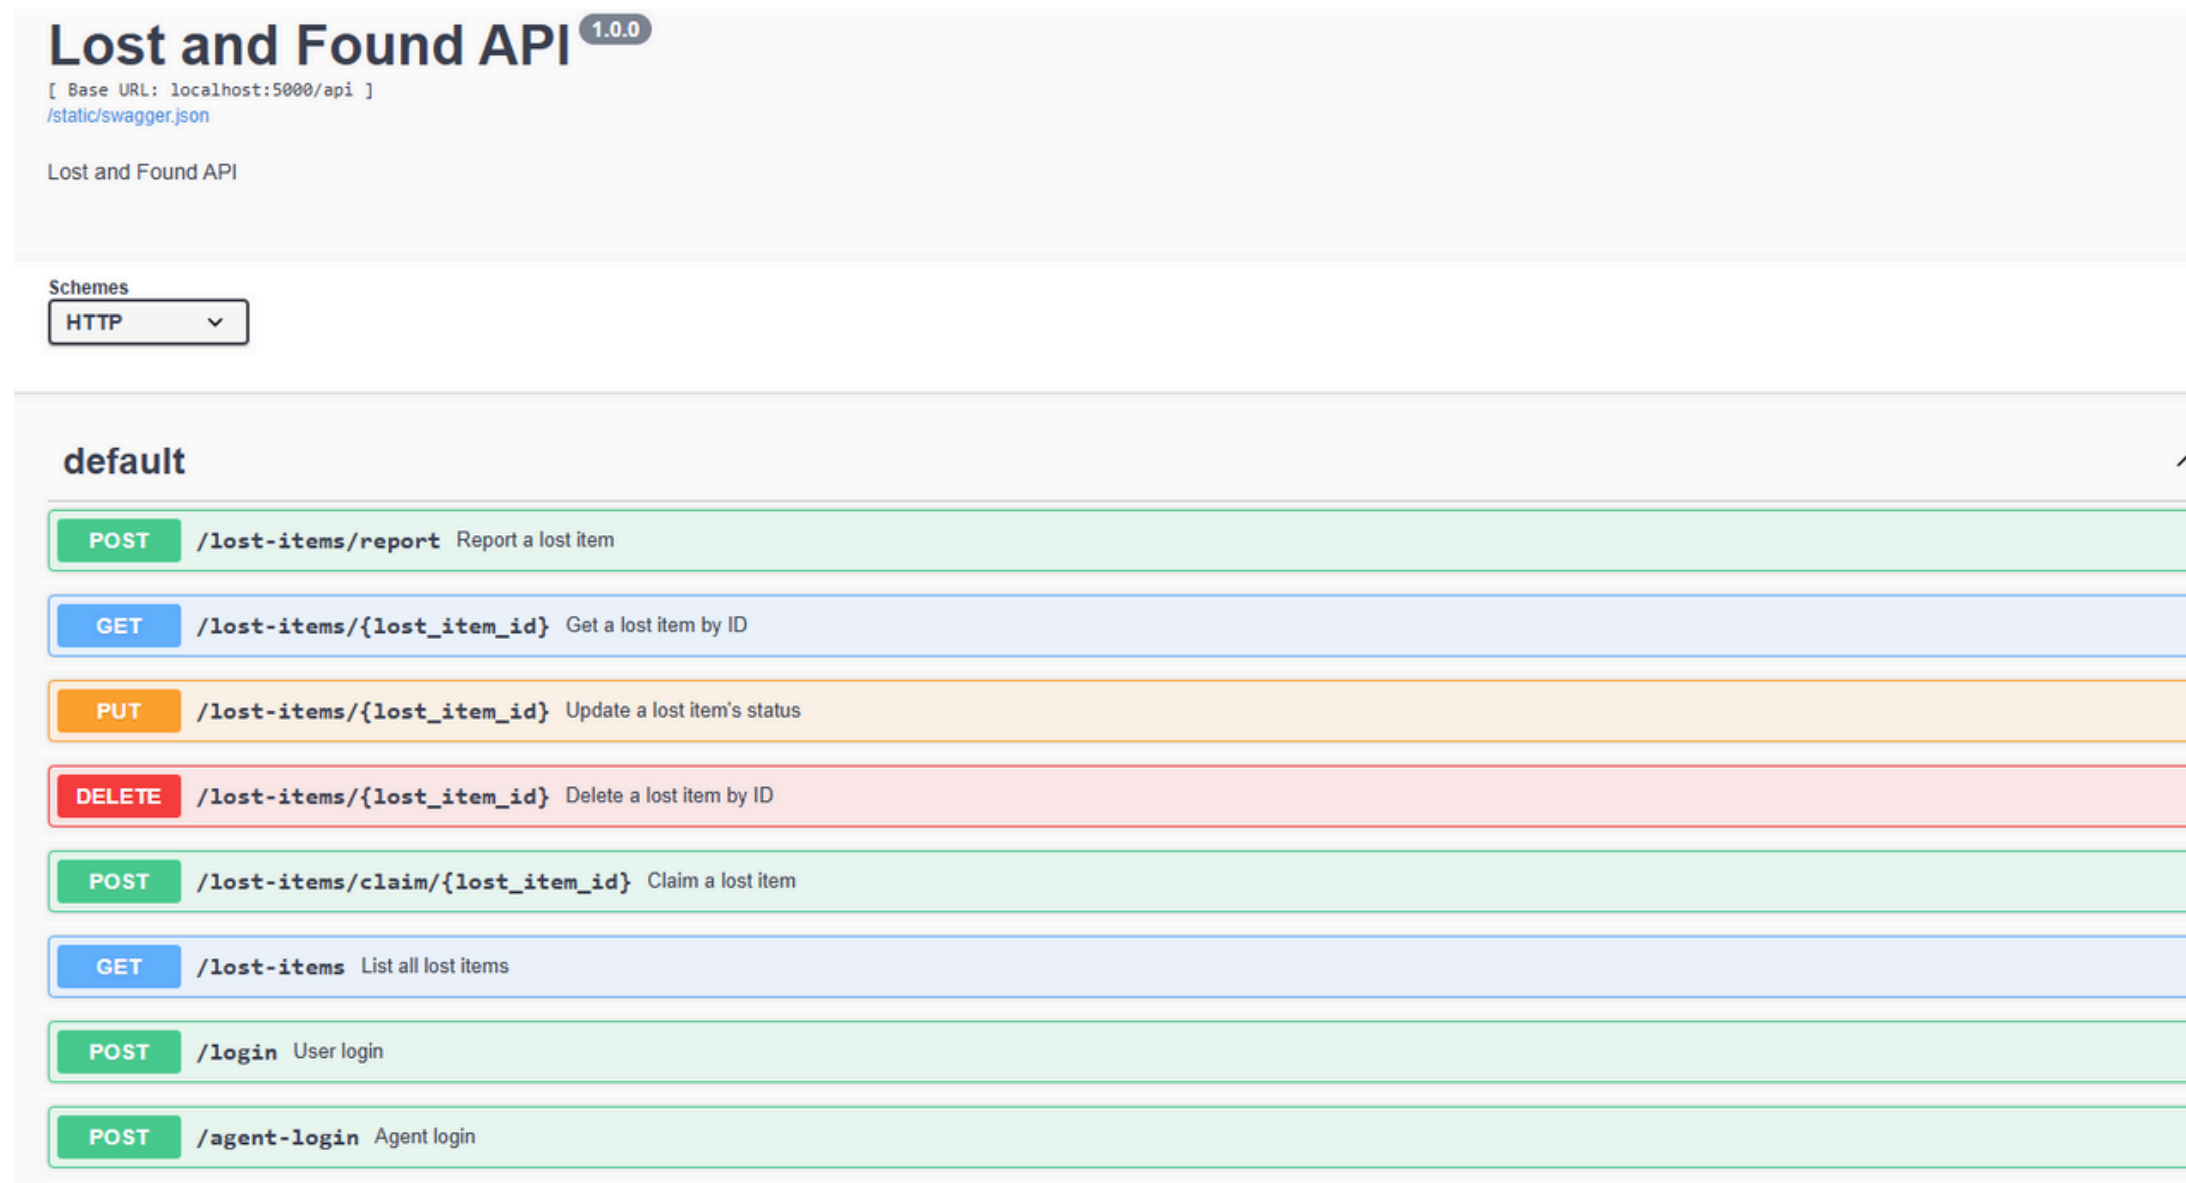 Lost and Found API 1.0.0
[ Base URL: localhost:5000/api ]
/static/swagger.json
Lost and Found API
Schemes
HTTP
default
POST /lost-items/report Report a lost item
GET /lost-items/{lost_item_id} Get a lost item by ID
PUT /lost-items/{lost_item_id} Update a lost item's status
DELETE /lost-items/{lost_item_id} Delete a lost item by ID
POST /lost-items/claim/{lost_item_id} Claim a lost item
GET /lost-items List all lost items
POST /login User login
POST /agent-login Agent login